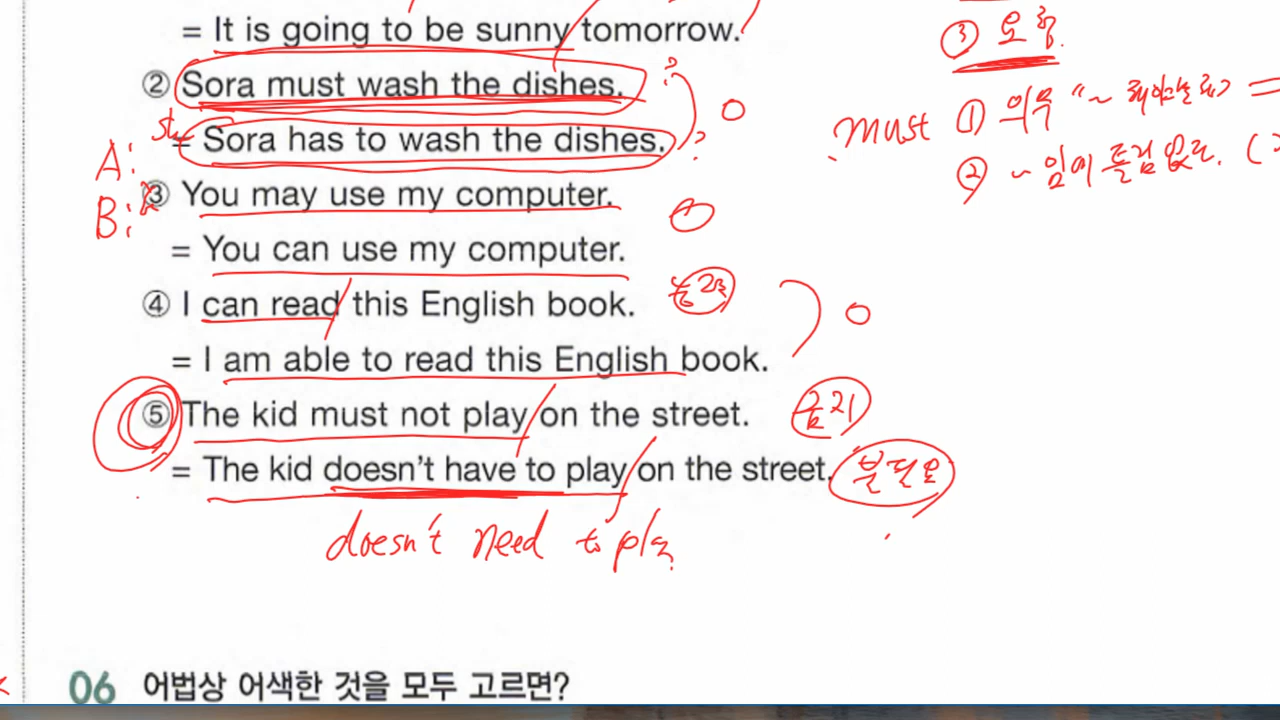 = It is going to be sunny tomorrow.
③
② Sora must wash the dishes.
= Sora has to wash the dishes.
Must ① 의무 "~ 해야한다" =
② ~임에 틀림없다. (
A:
③ You may use my computer.
B:
= You can use my computer.
④ I can read this English book. 능력
= I am able to read this English book.
⑤ The kid must not play on the street. 금지
= The kid doesn't have to play on the street. 불필요
doesn't need to play
06 어법상 어색한 것을 모두 고르면?